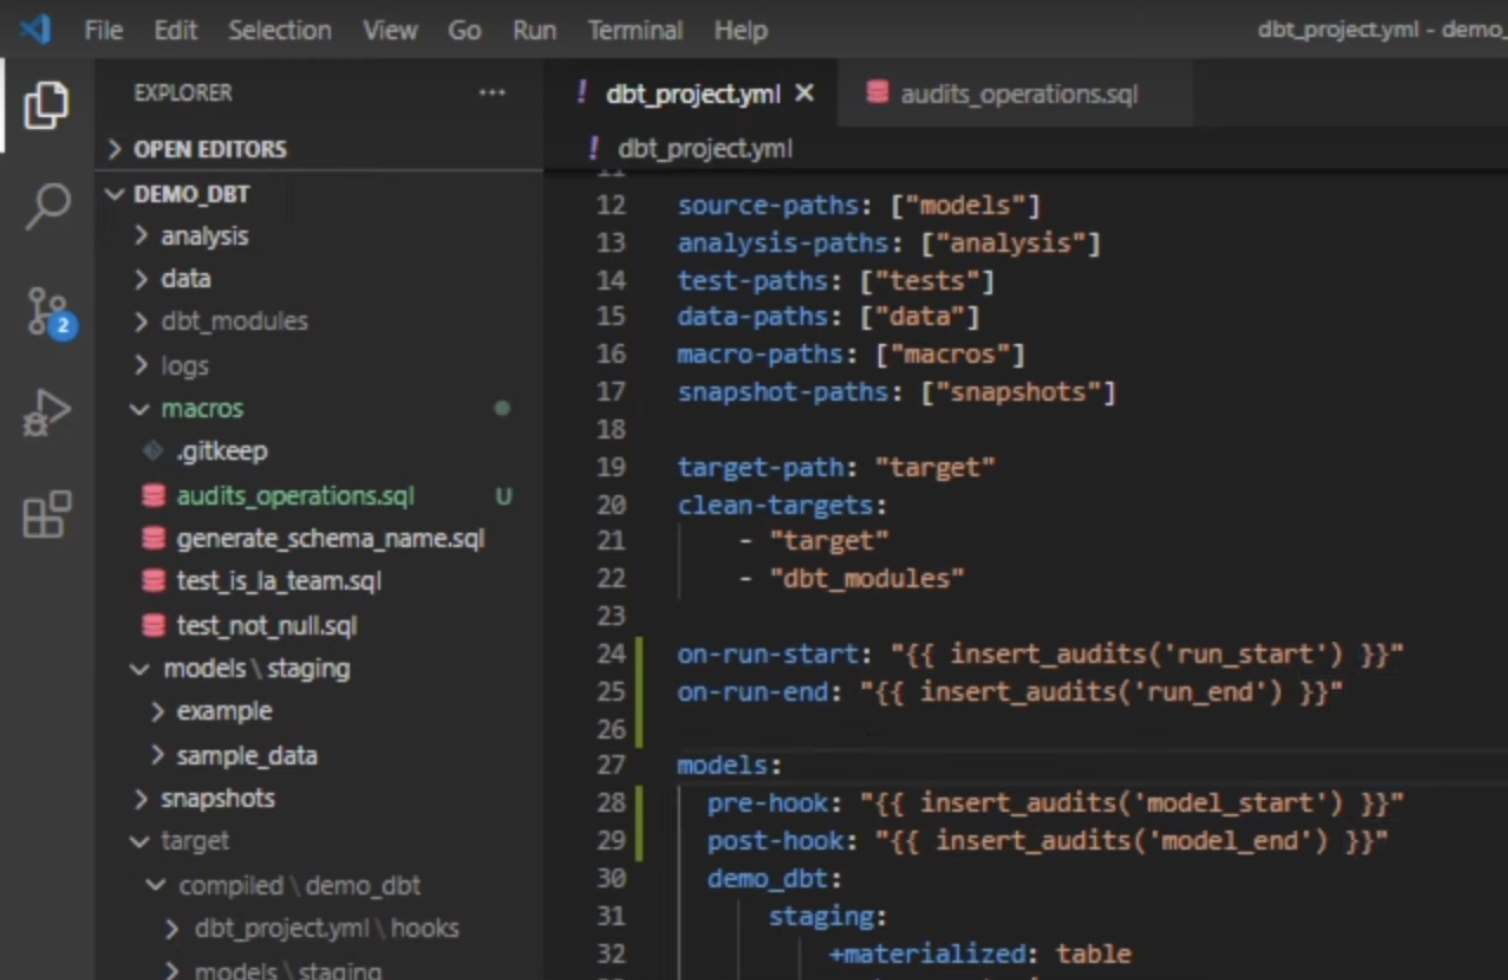 File Edit Selection View Go Run Terminal Help dbt_project.yml - demo_
EXPLORER ...
OPEN EDITORS
DEMO_DBT
analysis
data
dbt_modules
logs
macros
.gitkeep
audits_operations.sql U
generate_schema_name.sql
test_is_la_team.sql
test_not_null.sql
models \ staging
example
sample_data
snapshots
target
compiled \ demo_dbt
dbt_project.yml \ hooks
models \ staging
2
! dbt_project.yml × audits_operations.sql
! dbt_project.yml
11
12 source-paths: ["models"]
13 analysis-paths: ["analysis"]
14 test-paths: ["tests"]
15 data-paths: ["data"]
16 macro-paths: ["macros"]
17 snapshot-paths: ["snapshots"]
18
19 target-path: "target"
20 clean-targets:
21 - "target"
22 - "dbt_modules"
23
24 on-run-start: "{{ insert_audits('run_start') }}"
25 on-run-end: "{{ insert_audits('run_end') }}"
26
27 models:
28 pre-hook: "{{ insert_audits('model_start') }}"
29 post-hook: "{{ insert_audits('model_end') }}"
30 demo_dbt:
31 staging:
32 +materialized: table